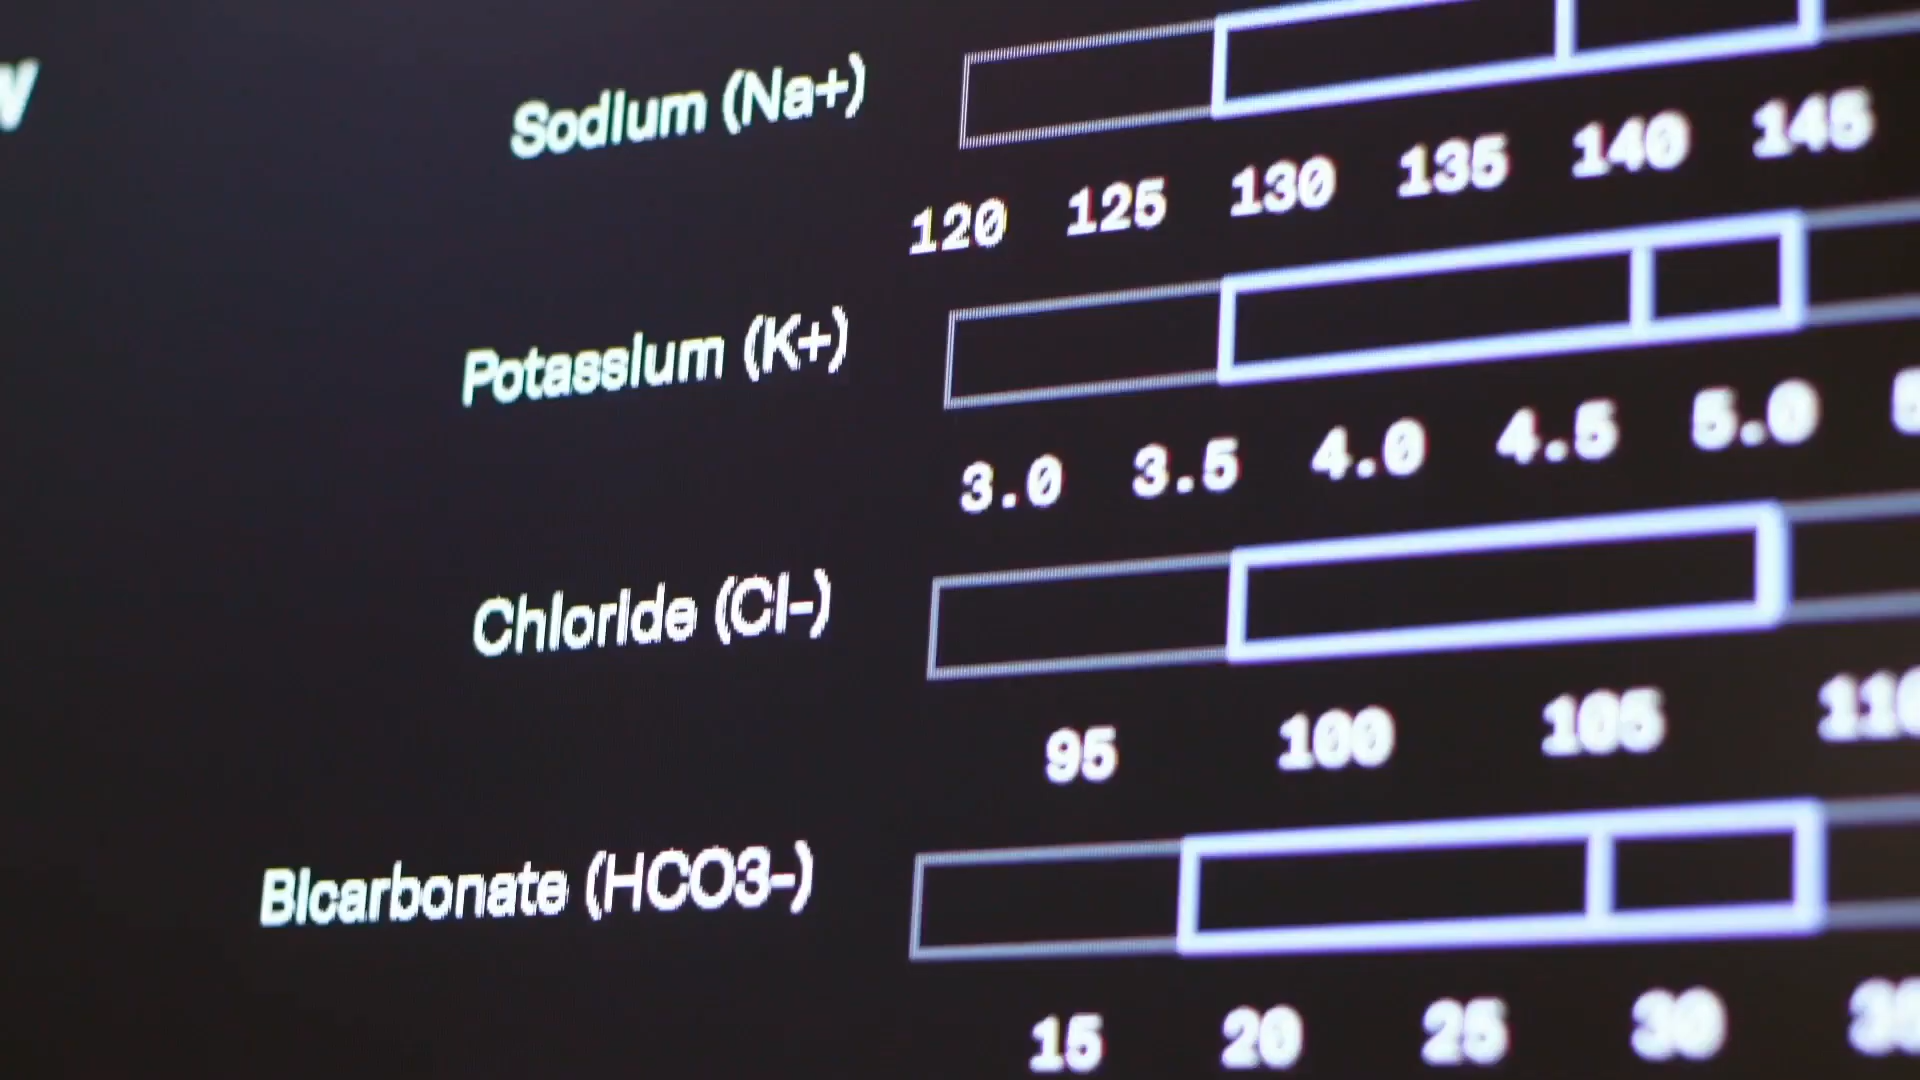 Sodium (Na+)
120 125 130 135 140 145
Potassium (K+)
3.0 3.5 4.0 4.5 5.0
Chloride (Cl-)
95 100 105 110
Bicarbonate (HCO3-)
15 20 25 30